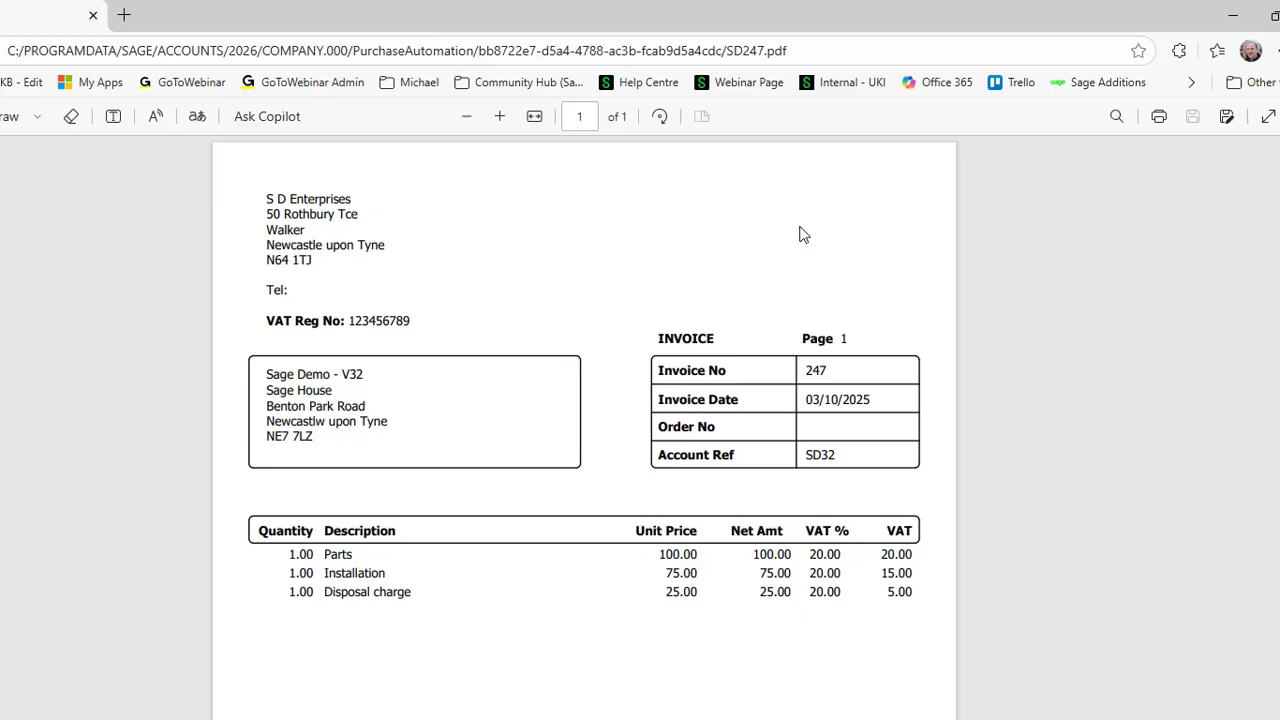 C:/PROGRAMDATA/SAGE/ACCOUNTS/2026/COMPANY.000/PurchaseAutomation/bb8722e7-d5a4-4788-ac3b-fcab9d5a4cdc/SD247.pdf
KB - Edit My Apps GoToWebinar GoToWebinar Admin Michael Community Hub (Sa... Help Centre Webinar Page Internal - UKI Office 365 Trello Sage Additions Other
raw Ask Copilot 1 of 1
S D Enterprises
50 Rothbury Tce
Walker
Newcastle upon Tyne
N64 1TJ
Tel:
VAT Reg No: 123456789
INVOICE Page 1
Sage Demo - V32
Sage House
Benton Park Road
Newcastlw upon Tyne
NE7 7LZ
Invoice No 247
Invoice Date 03/10/2025
Order No
Account Ref SD32
Quantity Description Unit Price Net Amt VAT % VAT
1.00 Parts 100.00 100.00 20.00 20.00
1.00 Installation 75.00 75.00 20.00 15.00
1.00 Disposal charge 25.00 25.00 20.00 5.00